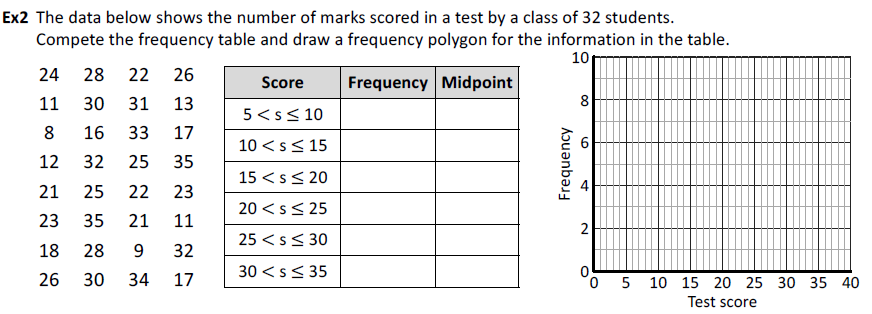 Ex2 The data below shows the number of marks scored in a test by a class of 32 students.
Compete the frequency table and draw a frequency polygon for the information in the table.
24 28 22 26
11 30 31 13
8 16 33 17
12 32 25 35
21 25 22 23
23 35 21 11
18 28 9 32
26 30 34 17
Score Frequency Midpoint
5 < s ≤ 10
10 < s ≤ 15
15 < s ≤ 20
20 < s ≤ 25
25 < s ≤ 30
30 < s ≤ 35
Frequency
10
8
6
4
2
0
0 5 10 15 20 25 30 35 40
Test score